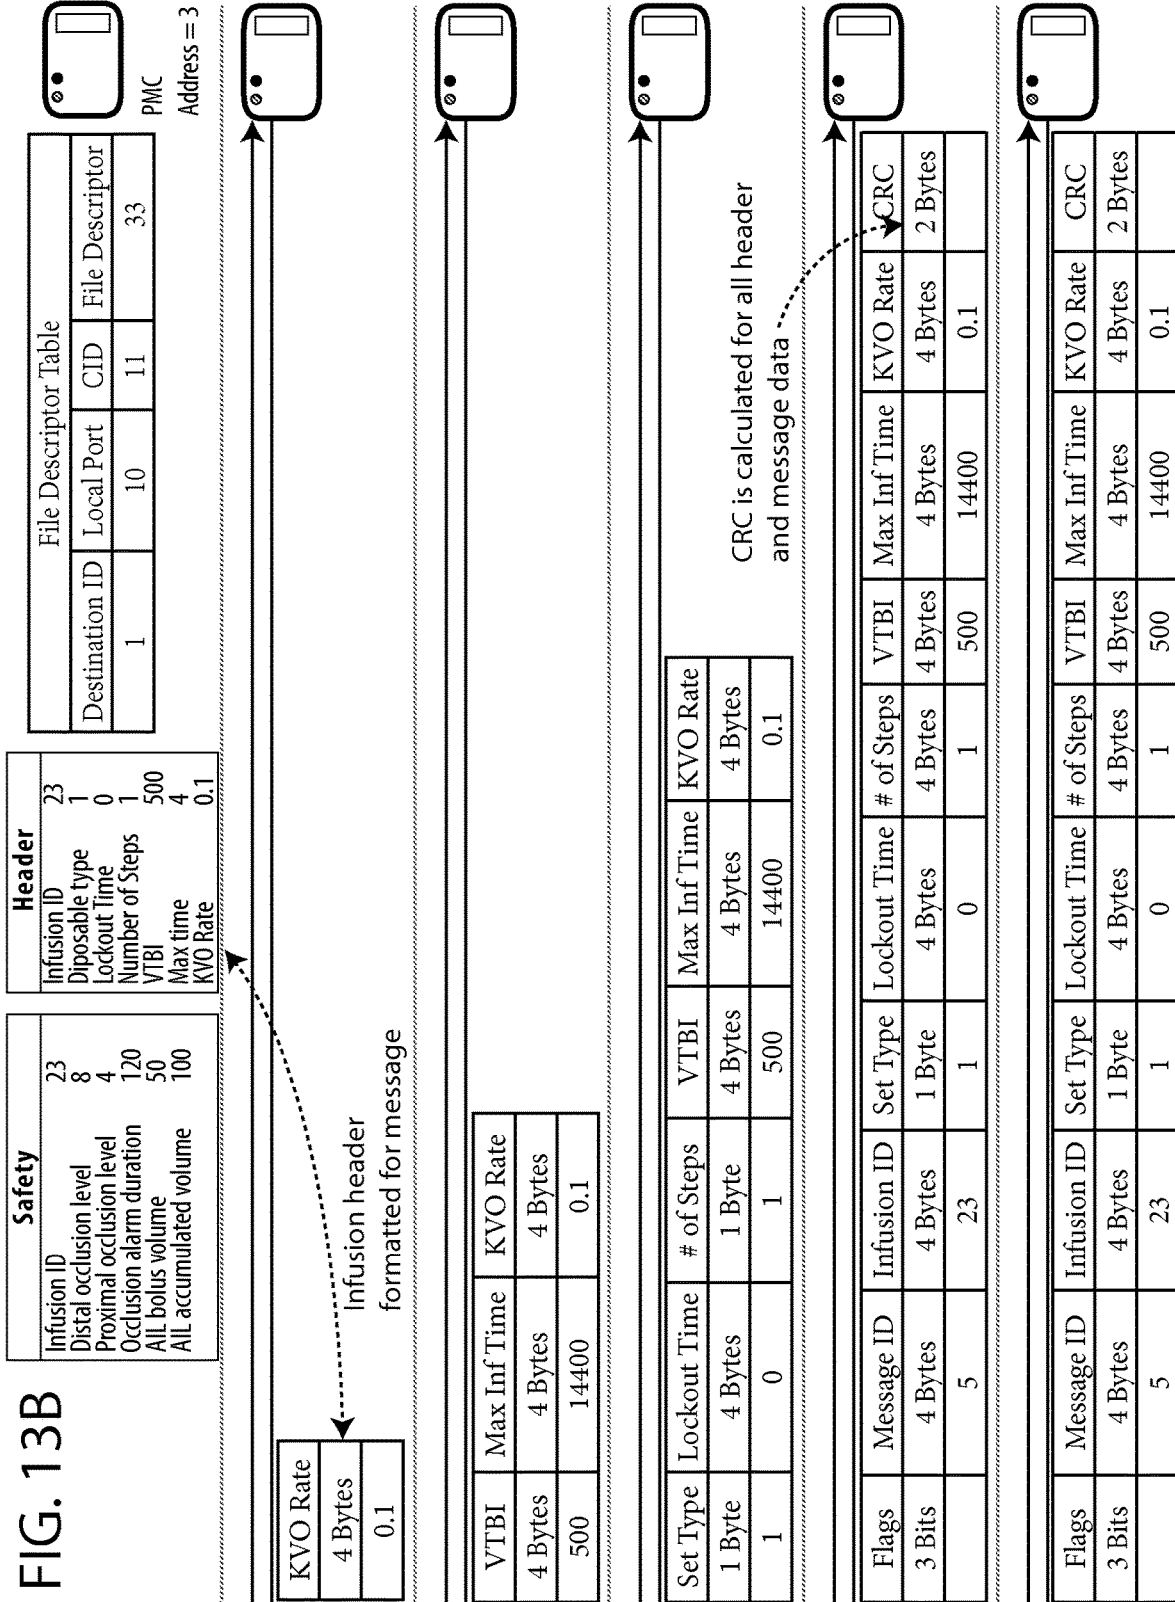 FIG. 13B
Safety
Infusion ID 23
Distal occlusion level 8
Proximal occlusion level 4
Occlusion alarm duration 120
AIL bolus volume 50
AIL accumulated volume 100
Header
Infusion ID 23
Diposable type 1
Lockout Time 0
Number of Steps 1
VTBI 500
Max time 4
KVO Rate 0.1
File Descriptor Table
Destination ID Local Port CID File Descriptor
1 10 11 33
PMC
Address = 3
KVO Rate
4 Bytes
0.1
Infusion header
formatted for message
VTBI Max Inf Time KVO Rate
4 Bytes 4 Bytes 4 Bytes
500 14400 0.1
Set Type Lockout Time # of Steps VTBI Max Inf Time KVO Rate
1 Byte 4 Bytes 1 Byte 4 Bytes 4 Bytes 4 Bytes
1 0 1 500 14400 0.1
CRC is calculated for all header
and message data
Flags Message ID Infusion ID Set Type Lockout Time # of Steps VTBI Max Inf Time KVO Rate CRC
3 Bits 4 Bytes 4 Bytes 1 Byte 4 Bytes 4 Bytes 4 Bytes 4 Bytes 4 Bytes 2 Bytes
5 23 1 0 1 500 14400 0.1
Flags Message ID Infusion ID Set Type Lockout Time # of Steps VTBI Max Inf Time KVO Rate CRC
3 Bits 4 Bytes 4 Bytes 1 Byte 4 Bytes 4 Bytes 4 Bytes 4 Bytes 4 Bytes 2 Bytes
5 23 1 0 1 500 14400 0.1